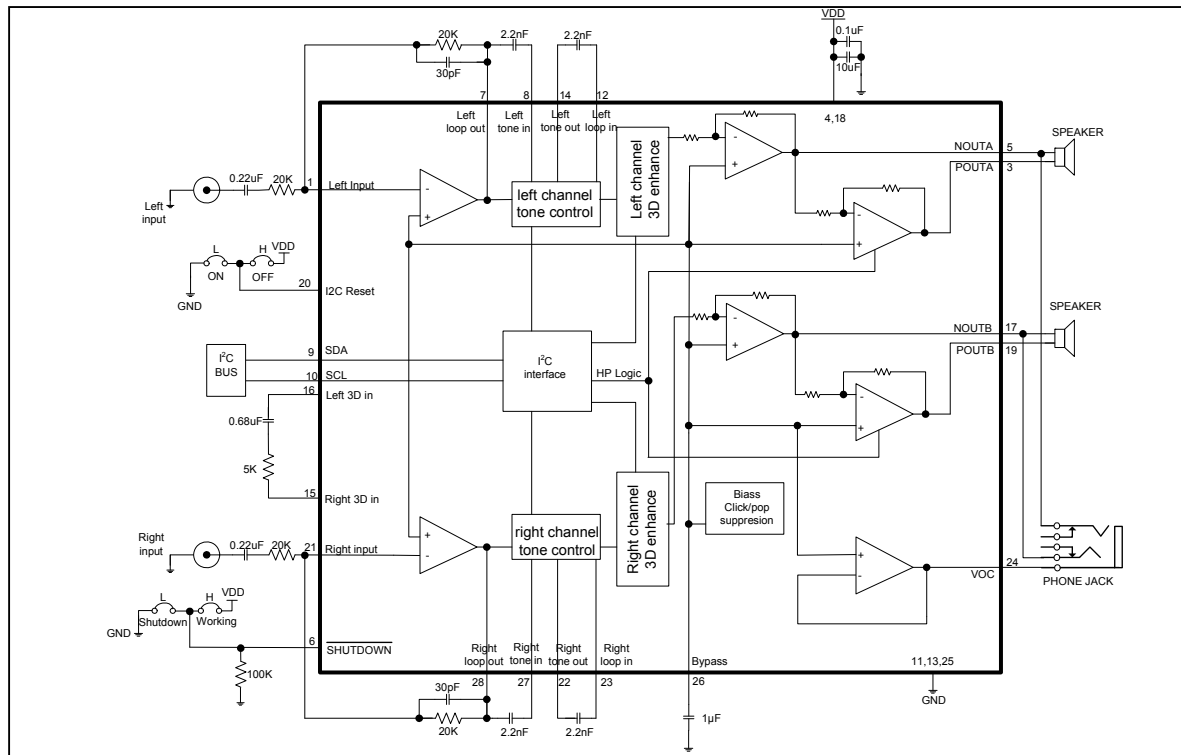 VDD
20K
2.2nF
2.2nF
0.1uF
30pF
10uF
7
8
14
12
4,18
Left
loop out
Left
tone in
Left
tone out
Left
loop in
SPEAKER
NOUTA
5
POUTA
3
Left channel
3D enhance
0.22uF
20K
1
Left Input
left channel
tone control
Left
input
-
+
-
+
-
+
L
H
VDD
ON
OFF
GND
20
I2C Reset
SPEAKER
NOUTB
17
POUTB
19
I2C
BUS
9
SDA
10
SCL
I2C
interface
HP Logic
16
Left 3D in
0.68uF
5K
15
Right 3D in
-
+
-
+
Right channel
3D enhance
Biass
Click/pop
suppresion
Right
input
0.22uF
20K
21
Right input
+
-
right channel
tone control
+
-
VOC
24
PHONE JACK
L
H
VDD
Shutdown
Working
GND
6
SHUTDOWN
100K
Right
loop out
Right
tone in
Right
tone out
Right
loop in
Bypass
11,13,25
28
27
22
23
26
GND
30pF
20K
2.2nF
2.2nF
1µF